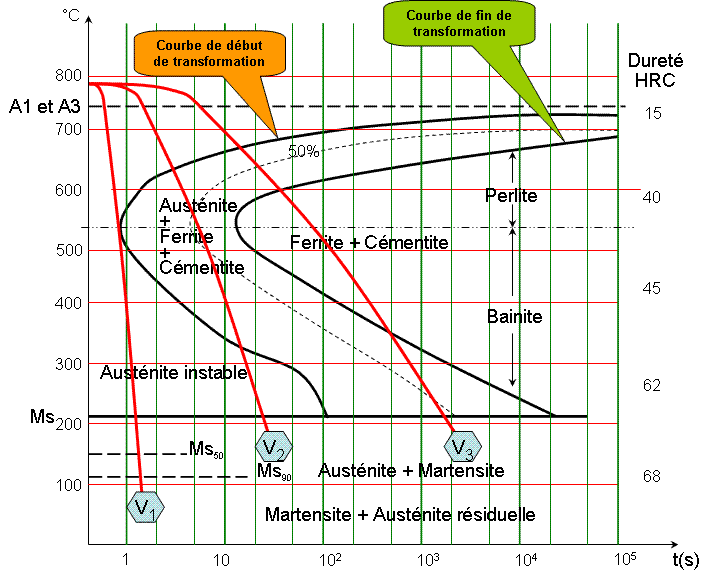 °C
Courbe de début
de transformation
Courbe de fin de
transformation
Dureté
HRC
800
A1 et A3
15
700
50%
600
Perlite
40
Austénite
+
Ferrite
+
Cémentite
Ferrite + Cémentite
500
400
45
Bainite
300
Austénite instable
62
Ms
200
Ms50
V2
V3
Ms90
Austénite + Martensite
68
100
V1
Martensite + Austénite résiduelle
1
10
10²
10³
10⁴
10⁵
t(s)